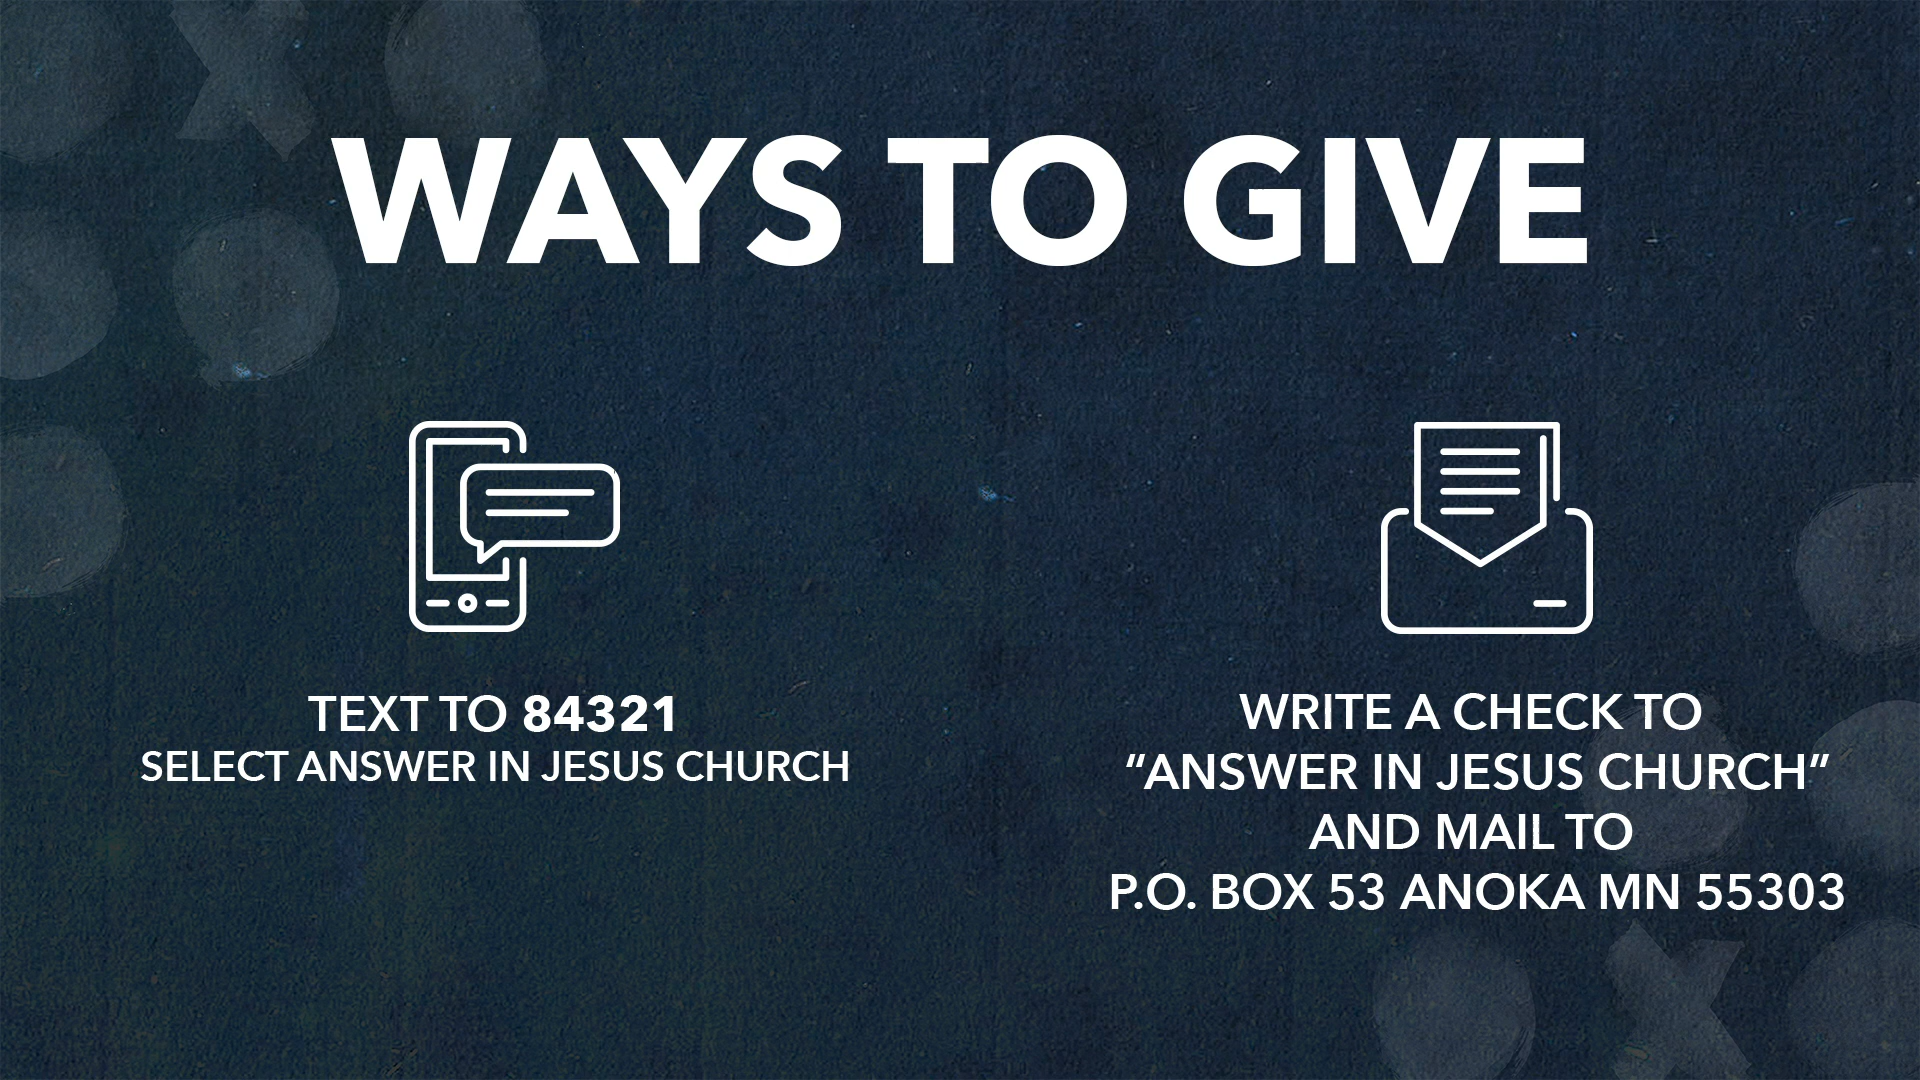 WAYS TO GIVE
TEXT TO 84321
SELECT ANSWER IN JESUS CHURCH
WRITE A CHECK TO
“ANSWER IN JESUS CHURCH”
AND MAIL TO
P.O. BOX 53 ANOKA MN 55303